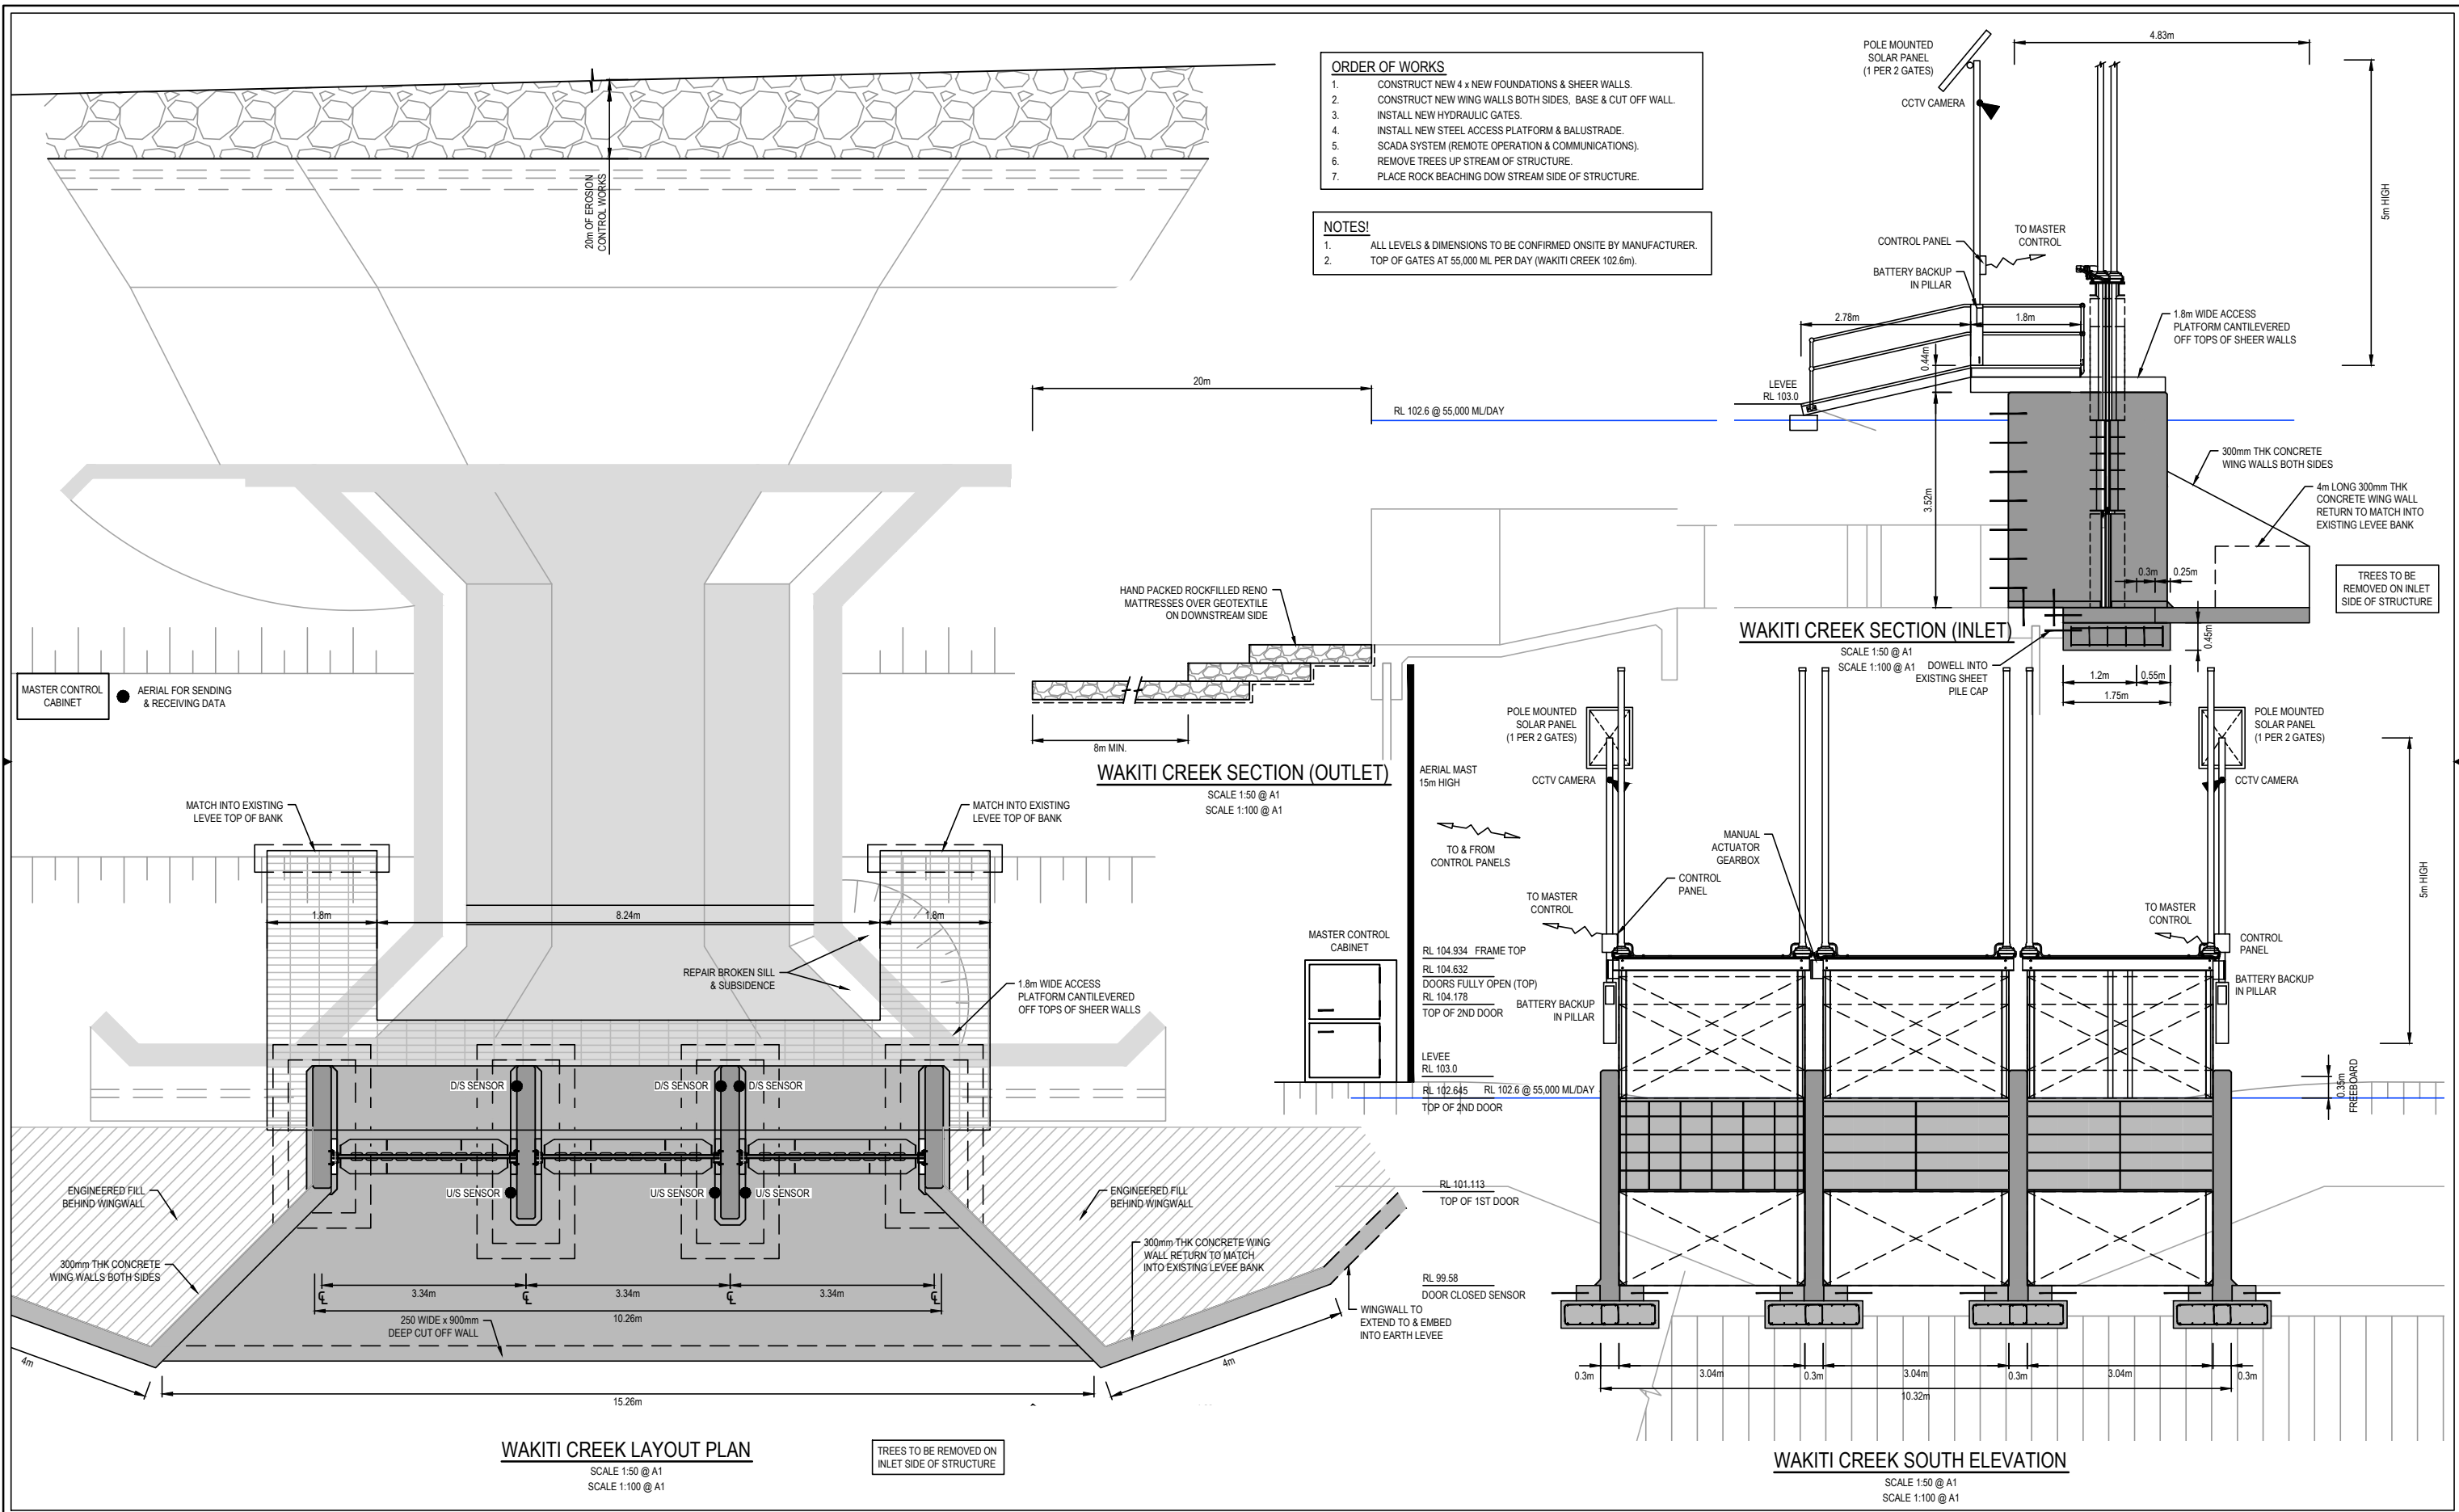 ORDER OF WORKS
1. CONSTRUCT NEW 4 x NEW FOUNDATIONS & SHEER WALLS.
2. CONSTRUCT NEW WING WALLS BOTH SIDES, BASE & CUT OFF WALL.
3. INSTALL NEW HYDRAULIC GATES.
4. INSTALL NEW STEEL ACCESS PLATFORM & BALUSTRADE.
5. SCADA SYSTEM (REMOTE OPERATION & COMMUNICATIONS).
6. REMOVE TREES UP STREAM OF STRUCTURE.
7. PLACE ROCK BEACHING DOW STREAM SIDE OF STRUCTURE.
NOTES!
1. ALL LEVELS & DIMENSIONS TO BE CONFIRMED ONSITE BY MANUFACTURER.
2. TOP OF GATES AT 55,000 ML PER DAY (WAKITI CREEK 102.6m).
20m OF EROSION
CONTROL WORKS
MASTER CONTROL
CABINET
AERIAL FOR SENDING
& RECEIVING DATA
MATCH INTO EXISTING
LEVEE TOP OF BANK
MATCH INTO EXISTING
LEVEE TOP OF BANK
1.8m
8.24m
1.8m
REPAIR BROKEN SILL
& SUBSIDENCE
1.8m WIDE ACCESS
PLATFORM CANTILEVERED
OFF TOPS OF SHEER WALLS
D/S SENSOR
D/S SENSOR
D/S SENSOR
U/S SENSOR
U/S SENSOR
U/S SENSOR
ENGINEERED FILL
BEHIND WINGWALL
ENGINEERED FILL
BEHIND WINGWALL
300mm THK CONCRETE
WING WALLS BOTH SIDES
300mm THK CONCRETE WING
WALL RETURN TO MATCH
INTO EXISTING LEVEE BANK
WINGWALL TO
EXTEND TO & EMBED
INTO EARTH LEVEE
℄
3.34m
℄
3.34m
℄
3.34m
℄
10.26m
250 WIDE x 900mm
DEEP CUT OFF WALL
4m
4m
15.26m
WAKITI CREEK LAYOUT PLAN
SCALE 1:50 @ A1
SCALE 1:100 @ A1
TREES TO BE REMOVED ON
INLET SIDE OF STRUCTURE
20m
RL 102.6 @ 55,000 ML/DAY
HAND PACKED ROCKFILLED RENO
MATTRESSES OVER GEOTEXTILE
ON DOWNSTREAM SIDE
8m MIN.
WAKITI CREEK SECTION (OUTLET)
SCALE 1:50 @ A1
SCALE 1:100 @ A1
POLE MOUNTED
SOLAR PANEL
(1 PER 2 GATES)
4.83m
CCTV CAMERA
5m HIGH
CONTROL PANEL
TO MASTER
CONTROL
BATTERY BACKUP
IN PILLAR
2.78m
1.8m
1.8m WIDE ACCESS
PLATFORM CANTILEVERED
OFF TOPS OF SHEER WALLS
0.44m
LEVEE
RL 103.0
3.52m
300mm THK CONCRETE
WING WALLS BOTH SIDES
4m LONG 300mm THK
CONCRETE WING WALL
RETURN TO MATCH INTO
EXISTING LEVEE BANK
0.3m
0.25m
TREES TO BE
REMOVED ON INLET
SIDE OF STRUCTURE
0.45m
WAKITI CREEK SECTION (INLET)
SCALE 1:50 @ A1
SCALE 1:100 @ A1
DOWELL INTO
EXISTING SHEET
PILE CAP
1.2m
0.55m
1.75m
AERIAL MAST
15m HIGH
TO & FROM
CONTROL PANELS
MASTER CONTROL
CABINET
POLE MOUNTED
SOLAR PANEL
(1 PER 2 GATES)
POLE MOUNTED
SOLAR PANEL
(1 PER 2 GATES)
CCTV CAMERA
CCTV CAMERA
MANUAL
ACTUATOR
GEARBOX
CONTROL
PANEL
TO MASTER
CONTROL
TO MASTER
CONTROL
CONTROL
PANEL
BATTERY BACKUP
IN PILLAR
BATTERY BACKUP
IN PILLAR
5m HIGH
RL 104.934 FRAME TOP
RL 104.632
DOORS FULLY OPEN (TOP)
RL 104.178
TOP OF 2ND DOOR
LEVEE
RL 103.0
RL 102.645
RL 102.6 @ 55,000 ML/DAY
TOP OF 2ND DOOR
0.35m
FREEBOARD
RL 101.113
TOP OF 1ST DOOR
RL 99.58
DOOR CLOSED SENSOR
0.3m
3.04m
0.3m
3.04m
0.3m
3.04m
0.3m
10.32m
WAKITI CREEK SOUTH ELEVATION
SCALE 1:50 @ A1
SCALE 1:100 @ A1